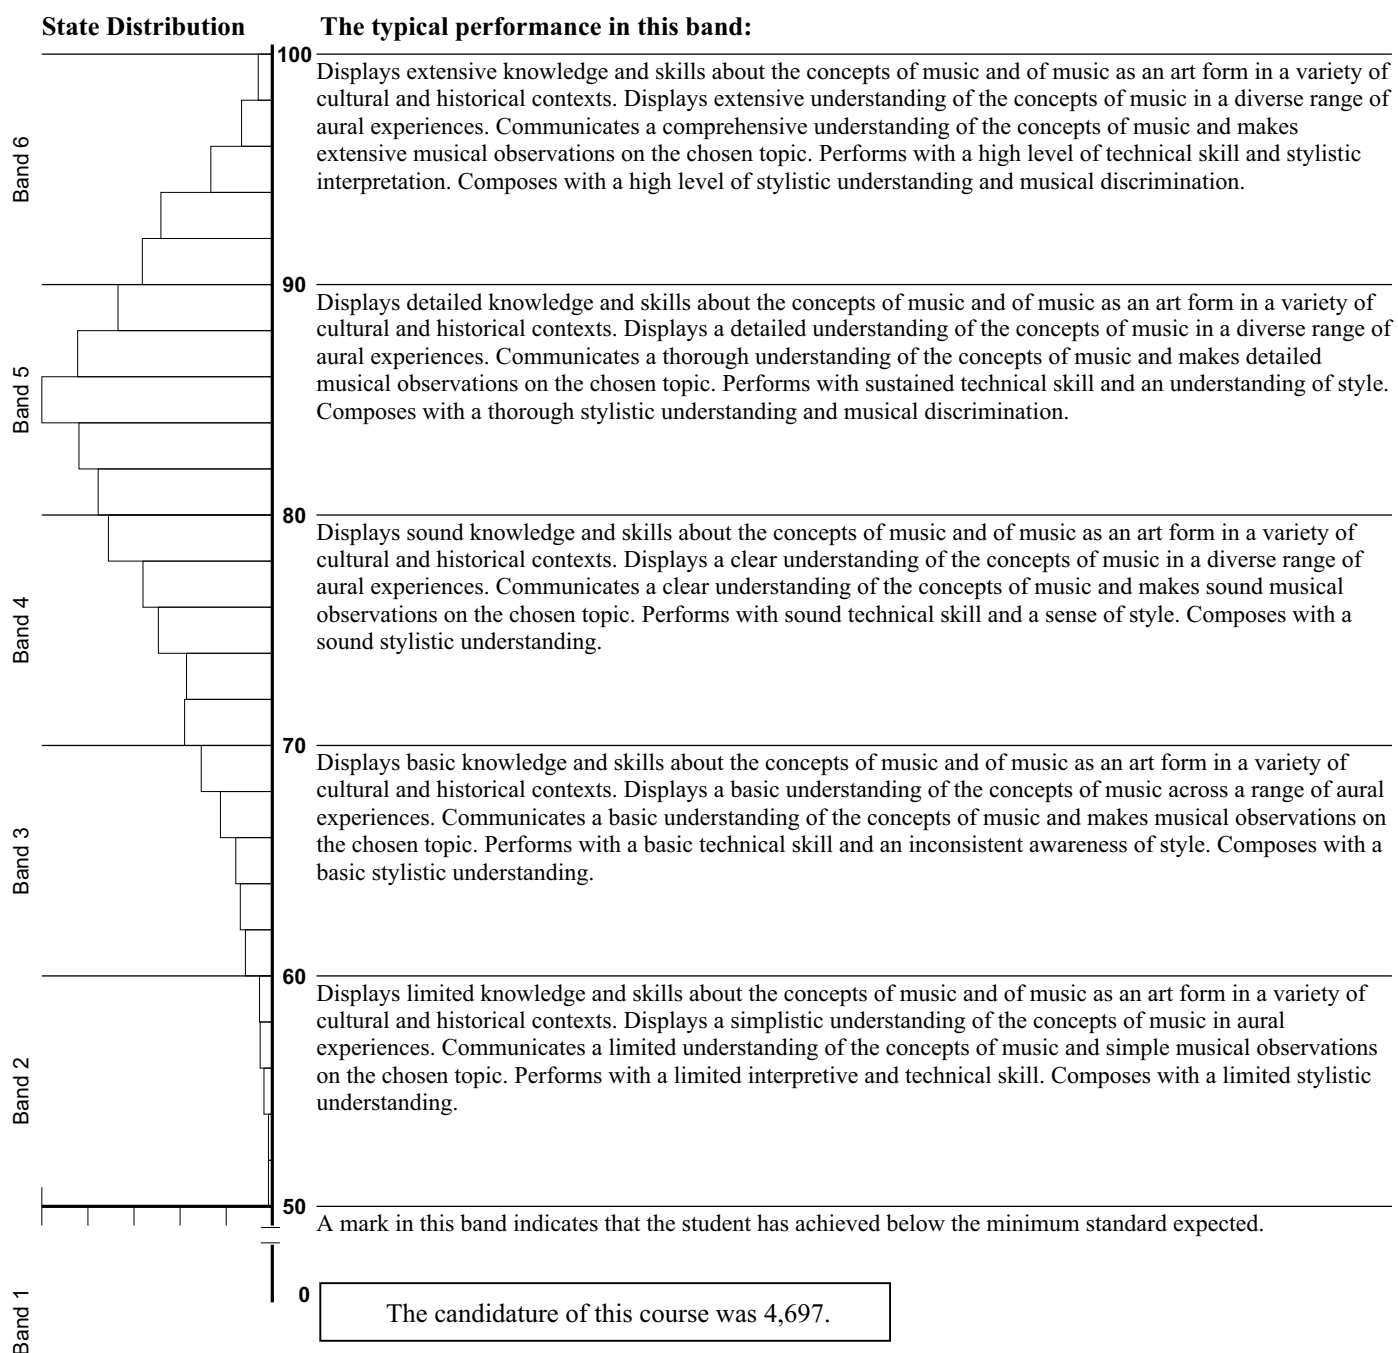 State Distribution
The typical performance in this band:
100
Band 6
Displays extensive knowledge and skills about the concepts of music and of music as an art form in a variety of
cultural and historical contexts. Displays extensive understanding of the concepts of music in a diverse range of
aural experiences. Communicates a comprehensive understanding of the concepts of music and makes
extensive musical observations on the chosen topic. Performs with a high level of technical skill and stylistic
interpretation. Composes with a high level of stylistic understanding and musical discrimination.
90
Band 5
Displays detailed knowledge and skills about the concepts of music and of music as an art form in a variety of
cultural and historical contexts. Displays a detailed understanding of the concepts of music in a diverse range of
aural experiences. Communicates a thorough understanding of the concepts of music and makes detailed
musical observations on the chosen topic. Performs with sustained technical skill and an understanding of style.
Composes with a thorough stylistic understanding and musical discrimination.
80
Band 4
Displays sound knowledge and skills about the concepts of music and of music as an art form in a variety of
cultural and historical contexts. Displays a clear understanding of the concepts of music in a diverse range of
aural experiences. Communicates a clear understanding of the concepts of music and makes sound musical
observations on the chosen topic. Performs with sound technical skill and a sense of style. Composes with a
sound stylistic understanding.
70
Band 3
Displays basic knowledge and skills about the concepts of music and of music as an art form in a variety of
cultural and historical contexts. Displays a basic understanding of the concepts of music across a range of aural
experiences. Communicates a basic understanding of the concepts of music and makes musical observations on
the chosen topic. Performs with a basic technical skill and an inconsistent awareness of style. Composes with a
basic stylistic understanding.
60
Band 2
Displays limited knowledge and skills about the concepts of music and of music as an art form in a variety of
cultural and historical contexts. Displays a simplistic understanding of the concepts of music in aural
experiences. Communicates a limited understanding of the concepts of music and simple musical observations
on the chosen topic. Performs with a limited interpretive and technical skill. Composes with a limited stylistic
understanding.
50
A mark in this band indicates that the student has achieved below the minimum standard expected.
Band 1
0
The candidature of this course was 4,697.